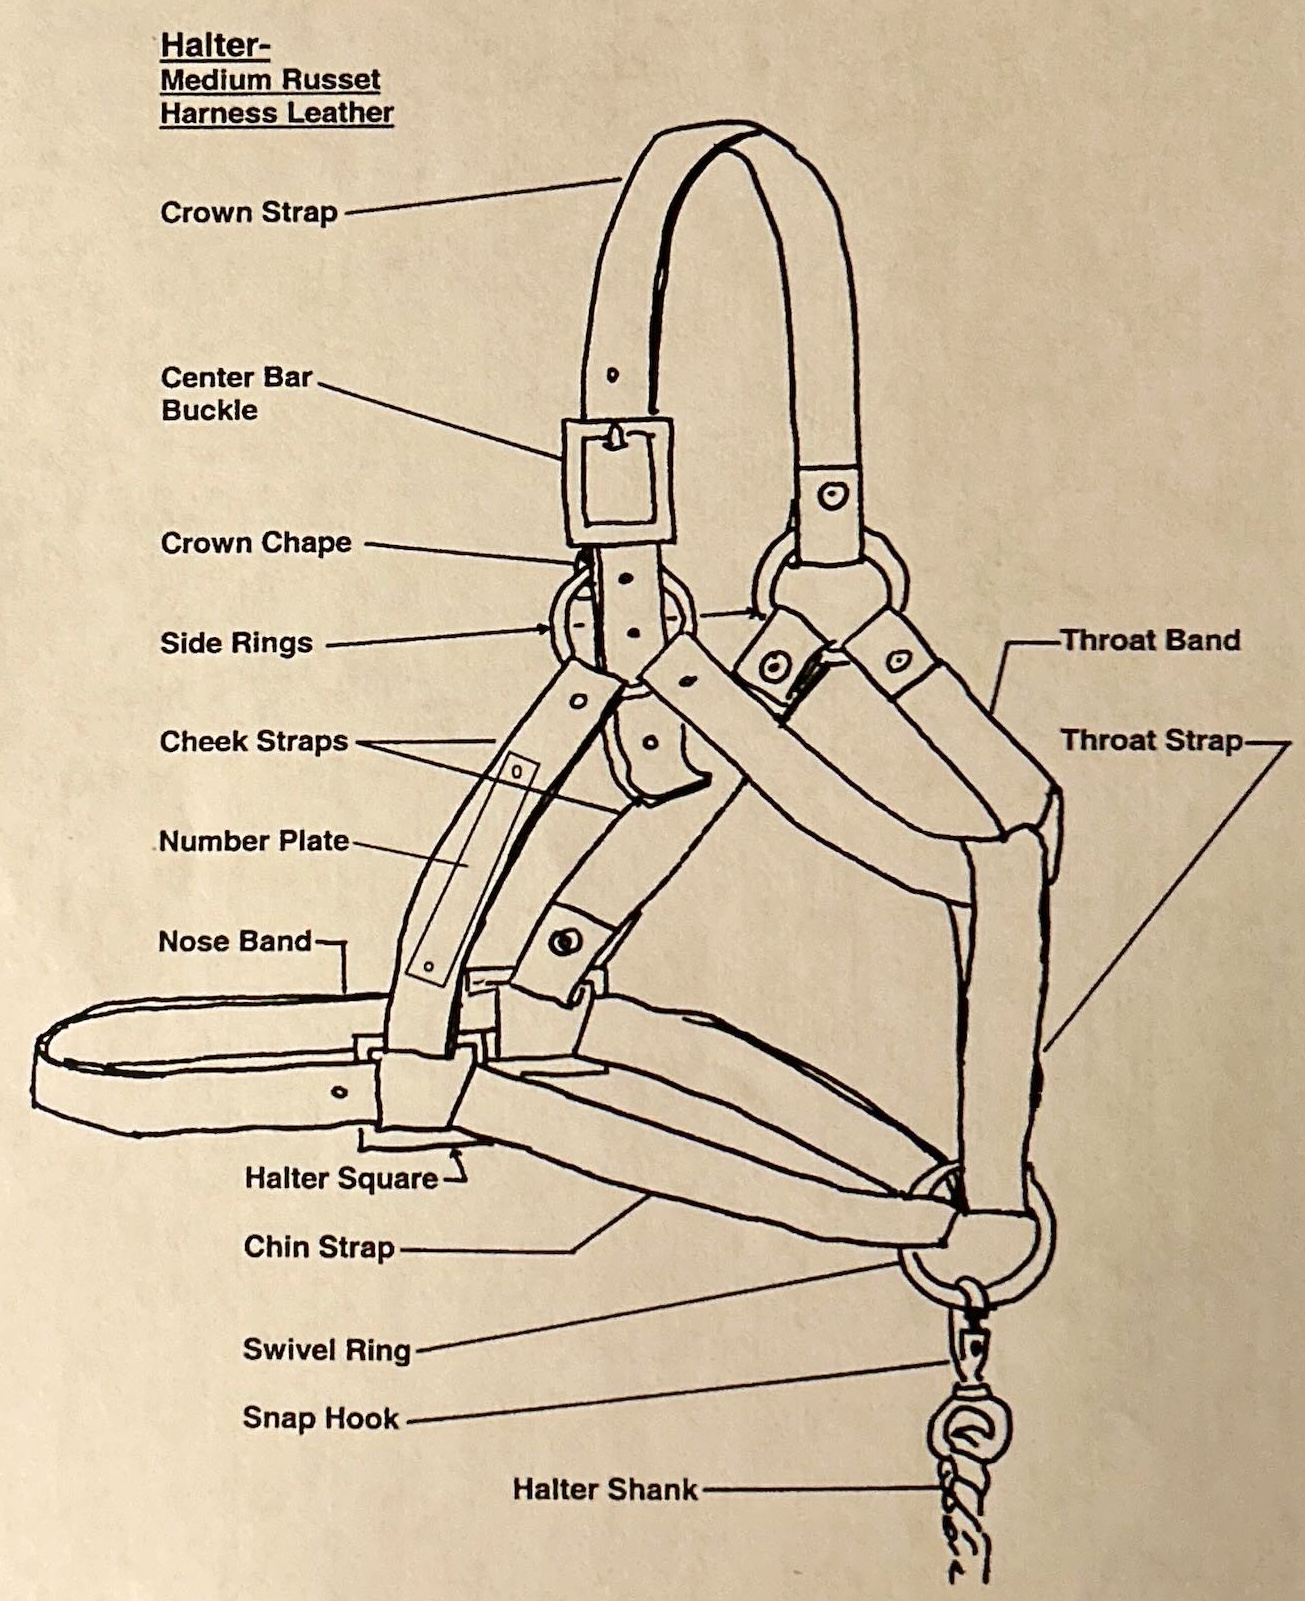 Halter-
Medium Russet
Harness Leather
Crown Strap
Center Bar
Buckle
Crown Chape
Side Rings
Throat Band
Cheek Straps
Throat Strap
Number Plate
Nose Band
Halter Square
Chin Strap
Swivel Ring
Snap Hook
Halter Shank